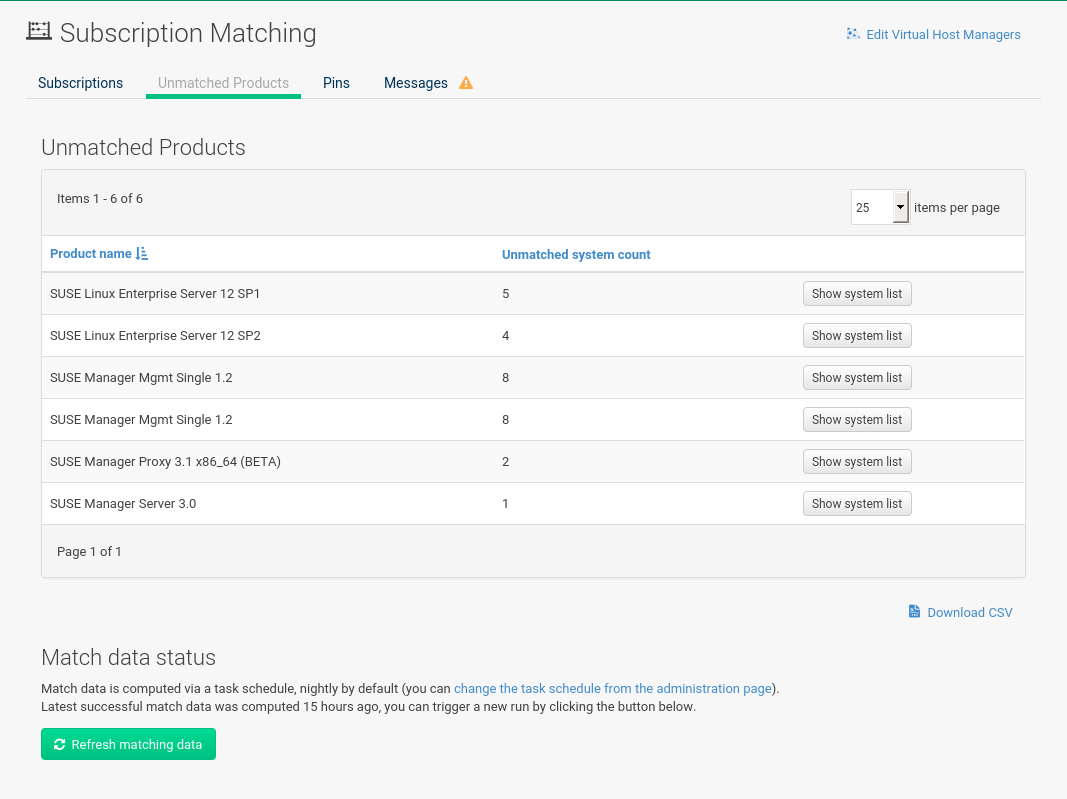 Subscription Matching
Edit Virtual Host Managers
Subscriptions Unmatched Products Pins Messages
Unmatched Products
Items 1 - 6 of 6
25 items per page
Product name Unmatched system count
SUSE Linux Enterprise Server 12 SP1 5 Show system list
SUSE Linux Enterprise Server 12 SP2 4 Show system list
SUSE Manager Mgmt Single 1.2 8 Show system list
SUSE Manager Mgmt Single 1.2 8 Show system list
SUSE Manager Proxy 3.1 x86_64 (BETA) 2 Show system list
SUSE Manager Server 3.0 1 Show system list
Page 1 of 1
Download CSV
Match data status
Match data is computed via a task schedule, nightly by default (you can change the task schedule from the administration page).
Latest successful match data was computed 15 hours ago, you can trigger a new run by clicking the button below.
Refresh matching data